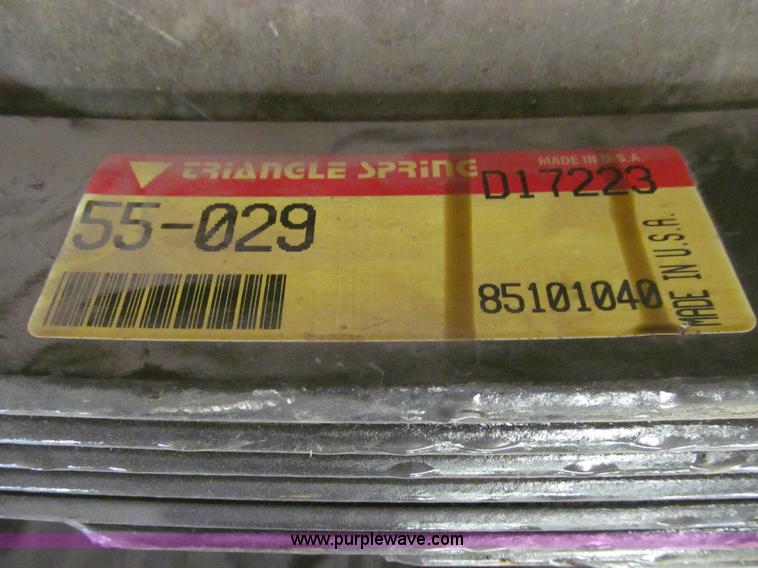 TRIANGLE SPRING
MADE IN U.S.A.
D17223
55-029
85101040
MADE IN U.S.A.
www.purplewave.com